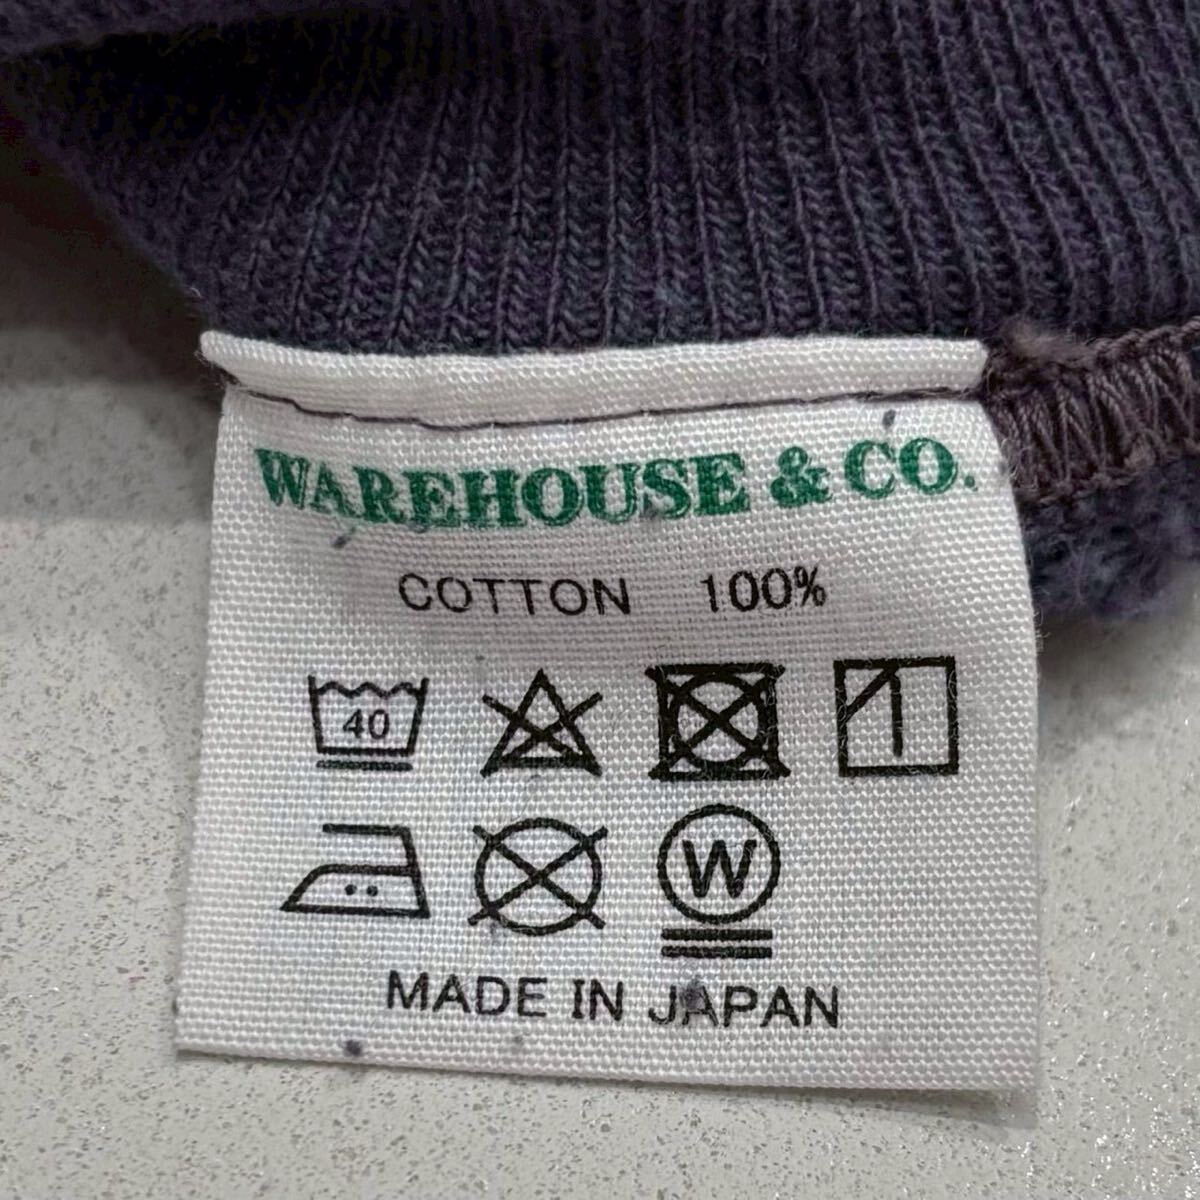 WAREHOUSE & CO.
COTTON 100%
40
W
MADE IN JAPAN